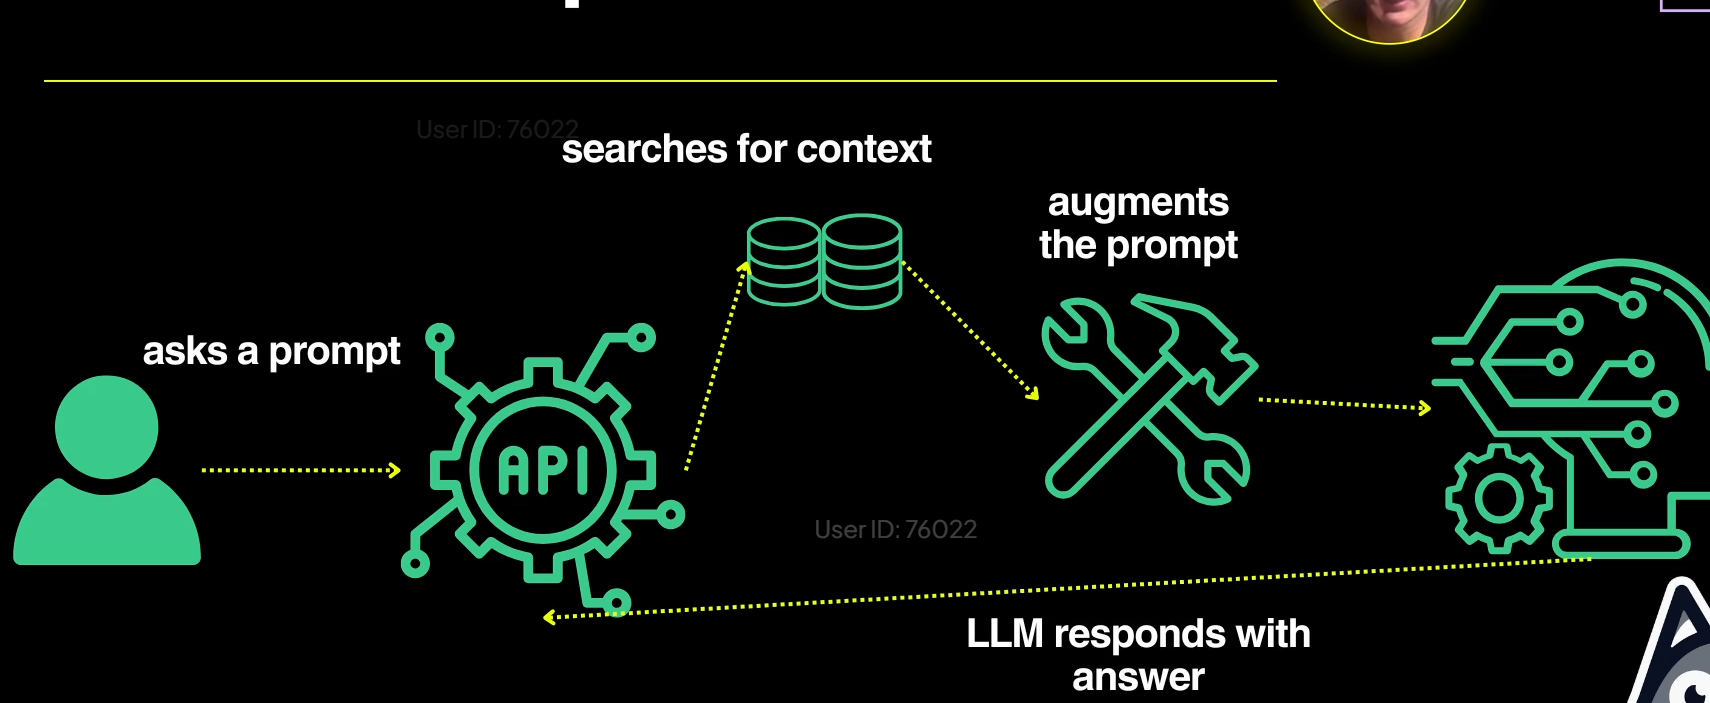 User ID: 76022
searches for context
augments
the prompt
asks a prompt
API
User ID: 76022
LLM responds with
answer